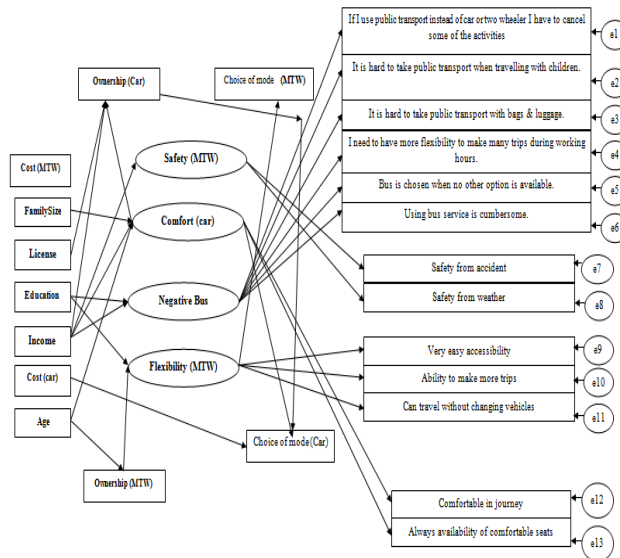 If I use public transport instead of car or two wheeler I have to cancel
some of the activities
e1
It is hard to take public transport when travelling with children.
e2
It is hard to take public transport with bags & luggage.
e3
I need to have more flexibility to make many trips during working
hours.
e4
Bus is chosen when no other option is available.
e5
Using bus service is cumbersome.
e6
Ownership (Car)
Choice of mode (MTW)
Cost (MTW)
FamilySize
License
Education
Income
Cost (car)
Age
Ownership (MTW)
Safety (MTW)
Comfort (car)
Negative Bus
Flexibility (MTW)
Choice of mode (Car)
Safety from accident
e7
Safety from weather
e8
Very easy accessibility
e9
Ability to make more trips
e10
Can travel without changing vehicles
e11
Comfortable in journey
e12
Always availability of comfortable seats
e13